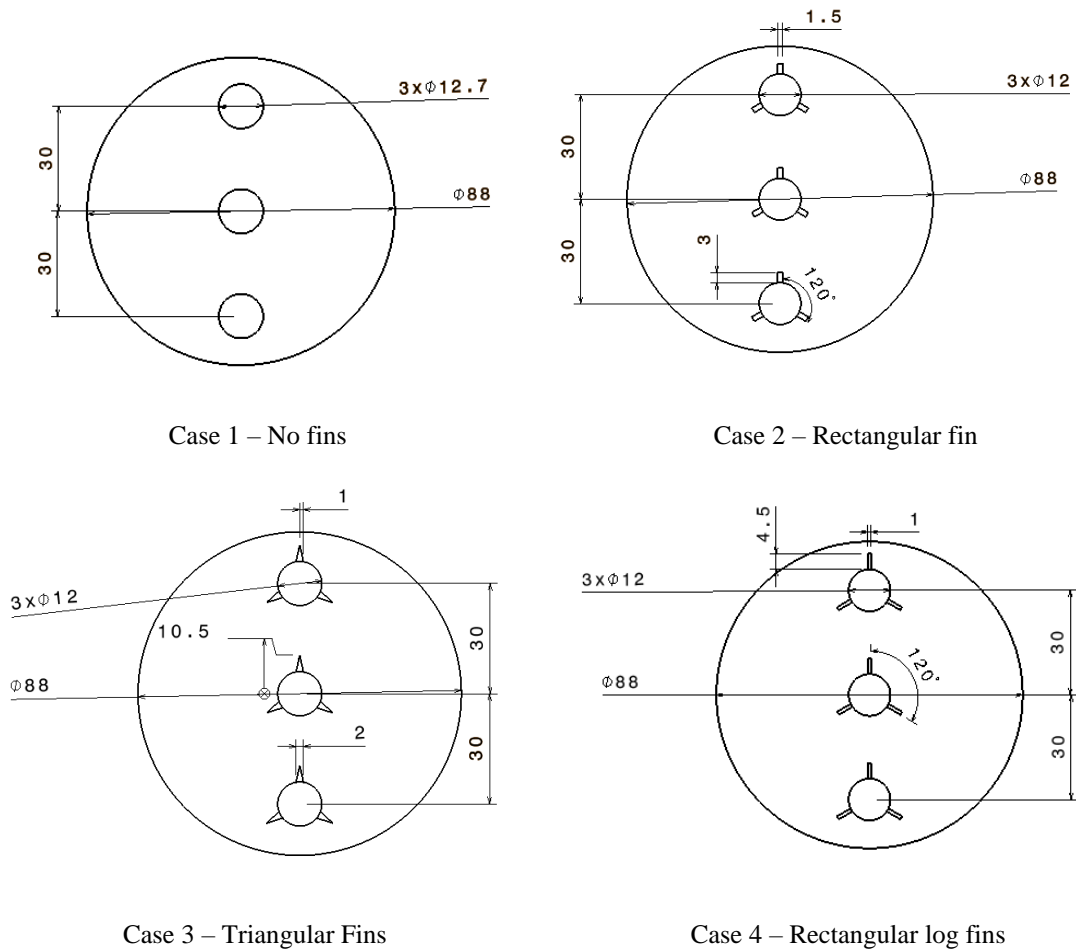 1.5
3xΦ12.7
3xΦ12
30
30
Φ88
Φ88
30
30
3
120°
Case 1 – No fins
Case 2 – Rectangular fin
1
1
4.5
3xΦ12
3xΦ12
10.5
30
30
120°
Φ88
Φ88
2
30
30
Case 3 – Triangular Fins
Case 4 – Rectangular log fins